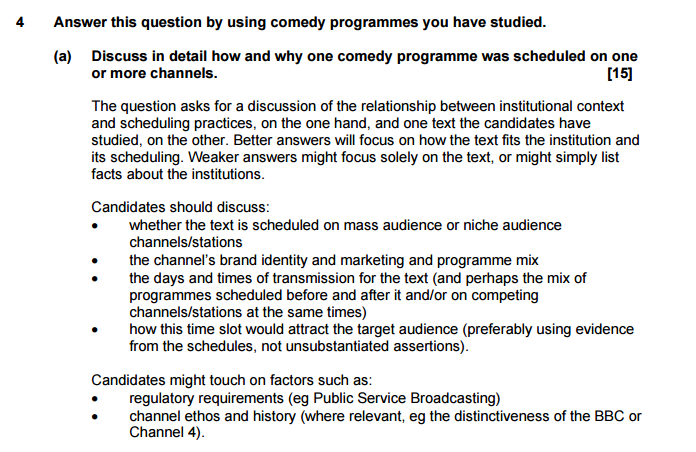 4 Answer this question by using comedy programmes you have studied.
(a) Discuss in detail how and why one comedy programme was scheduled on one
or more channels. [15]
The question asks for a discussion of the relationship between institutional context
and scheduling practices, on the one hand, and one text the candidates have
studied, on the other. Better answers will focus on how the text fits the institution and
its scheduling. Weaker answers might focus solely on the text, or might simply list
facts about the institutions.
Candidates should discuss:
• whether the text is scheduled on mass audience or niche audience
channels/stations
• the channel's brand identity and marketing and programme mix
• the days and times of transmission for the text (and perhaps the mix of
programmes scheduled before and after it and/or on competing
channels/stations at the same times)
• how this time slot would attract the target audience (preferably using evidence
from the schedules, not unsubstantiated assertions).
Candidates might touch on factors such as:
• regulatory requirements (eg Public Service Broadcasting)
• channel ethos and history (where relevant, eg the distinctiveness of the BBC or
Channel 4).